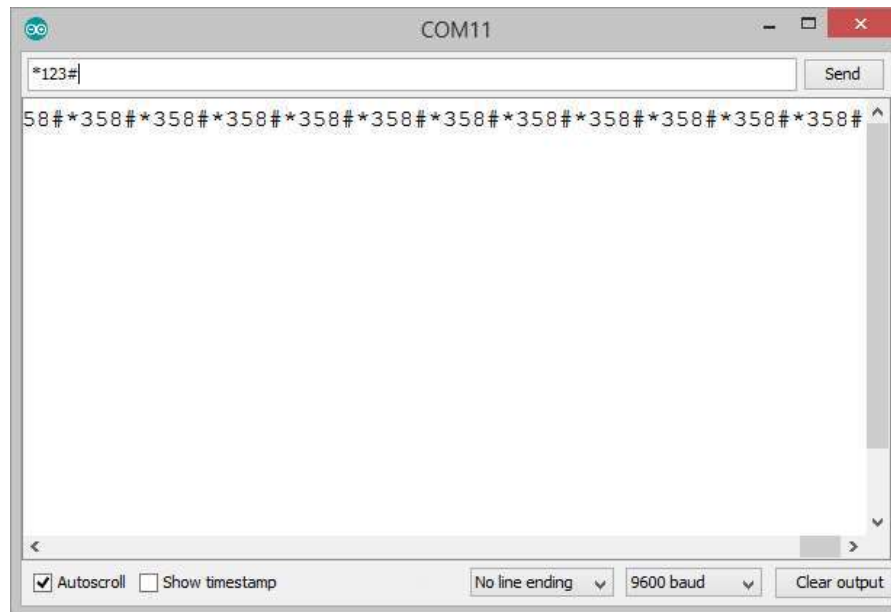 COM11
*123#
Send
58#*358#*358#*358#*358#*358#*358#*358#*358#*358#*358#*358#
Autoscroll Show timestamp No line ending 9600 baud Clear output